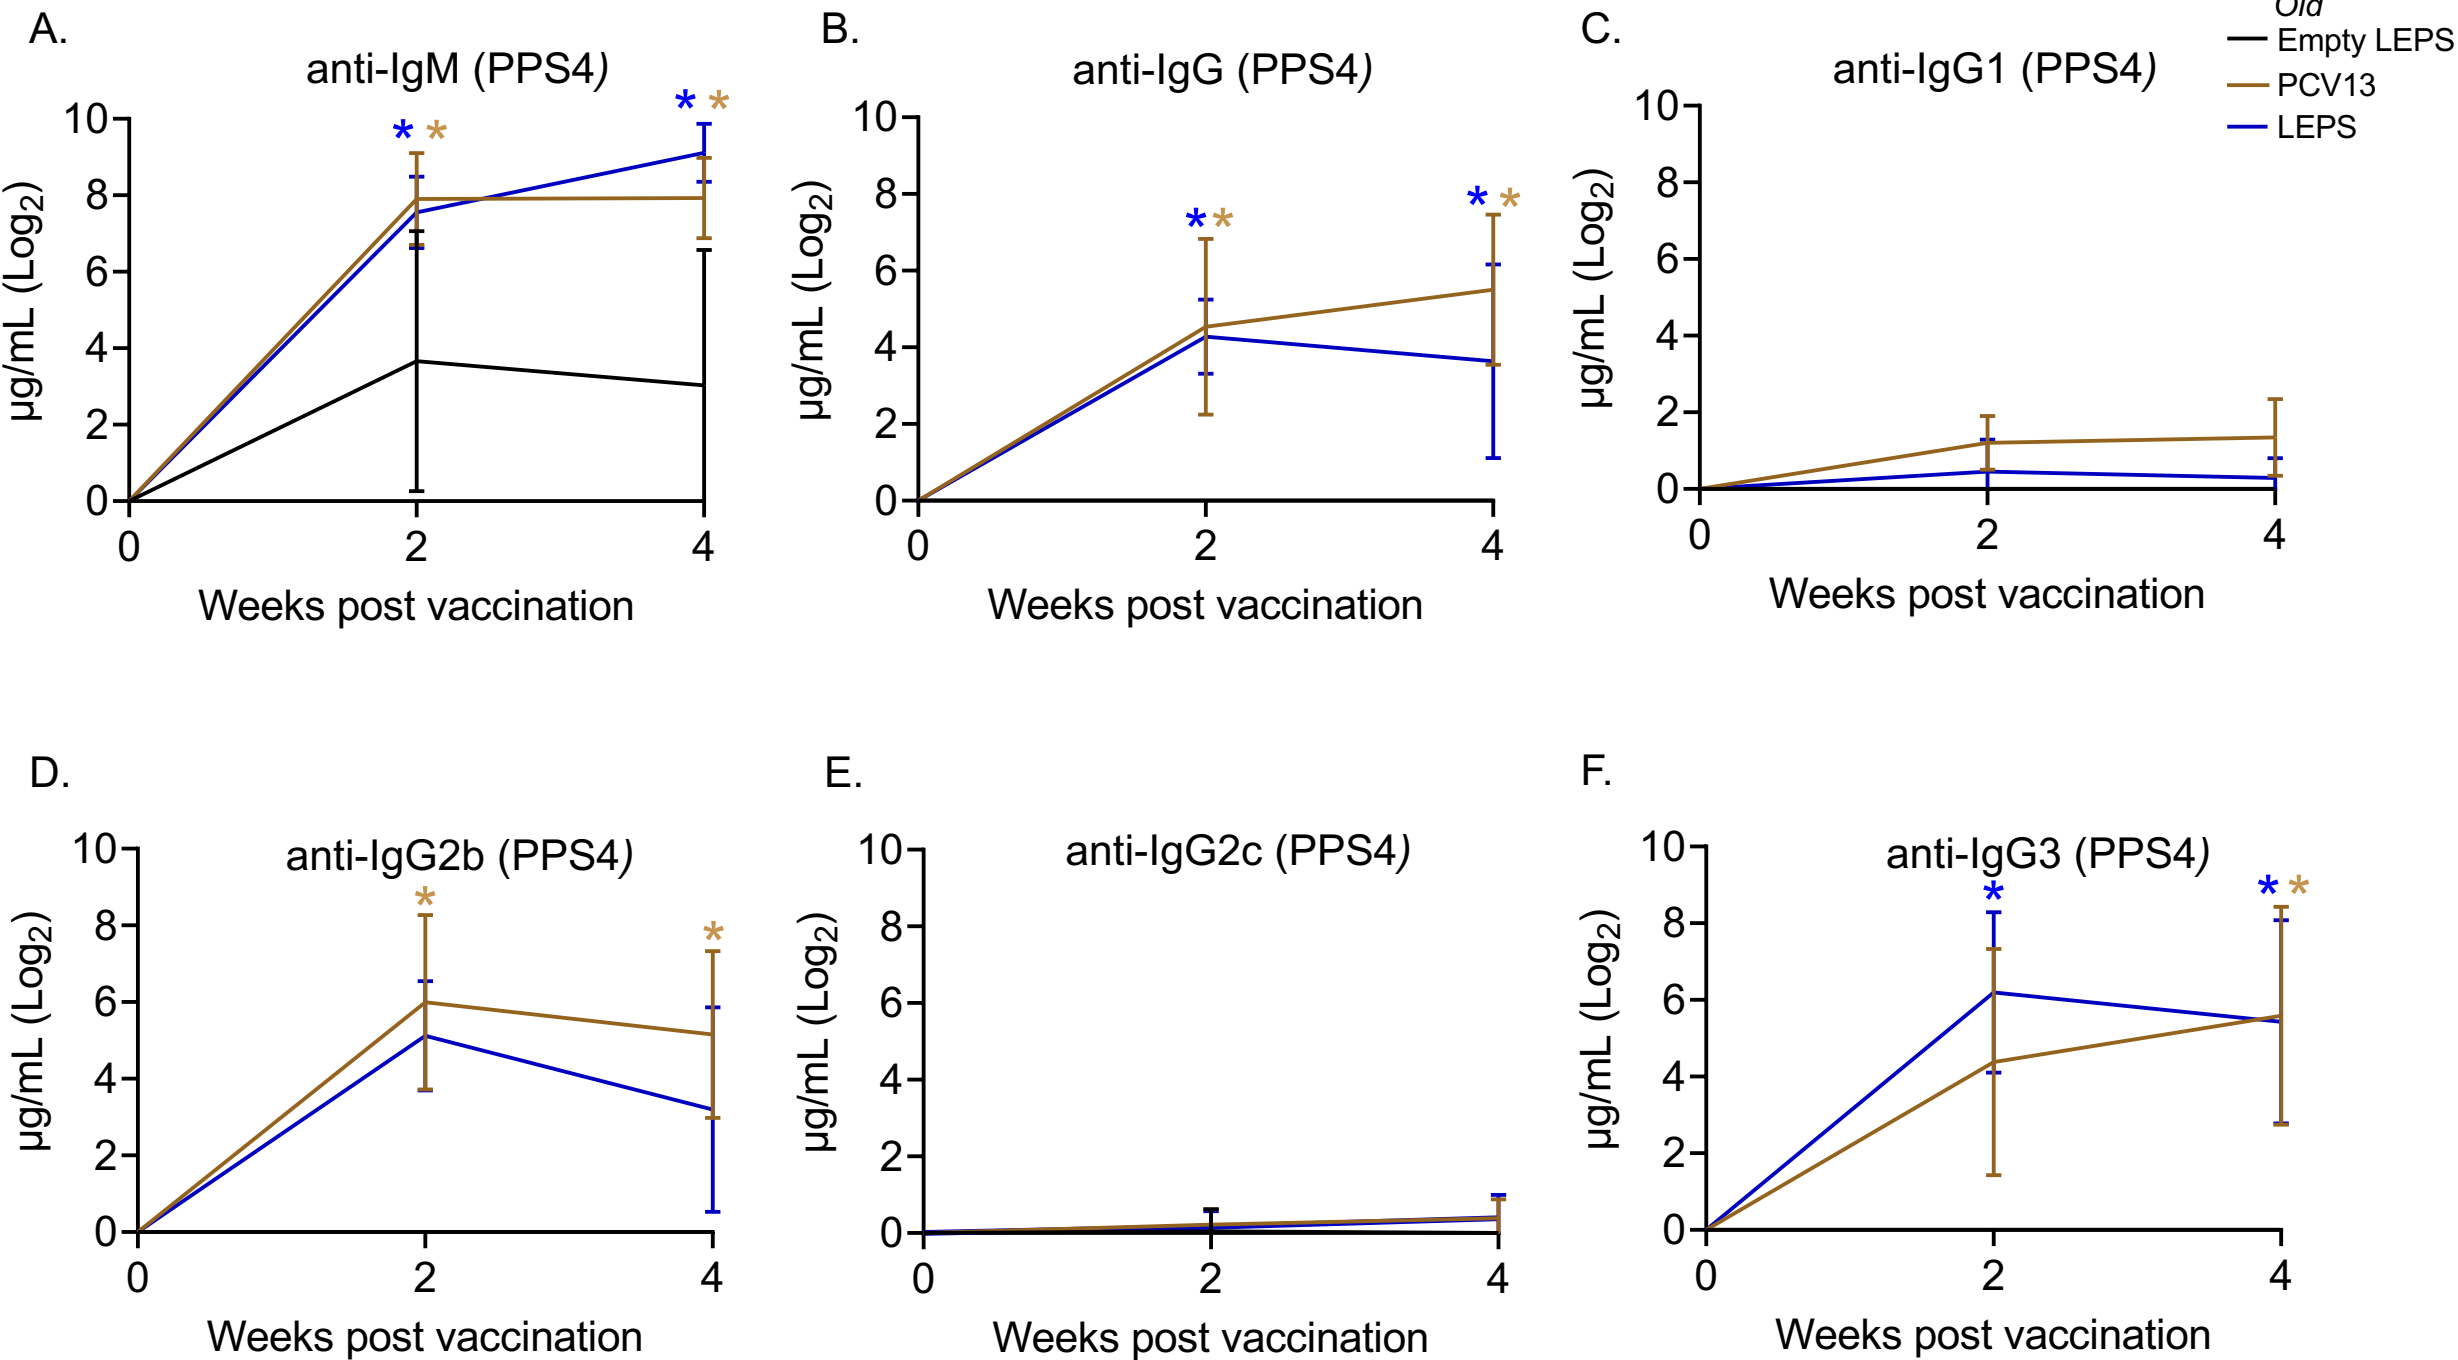 A.
anti-IgM (PPS4)
* *
* *
10
8
6
4
2
0
µg/mL (Log2)
0 2 4
Weeks post vaccination
B.
anti-IgG (PPS4)
* *
* *
10
8
6
4
2
0
µg/mL (Log2)
0 2 4
Weeks post vaccination
C.
anti-IgG1 (PPS4)
10
8
6
4
2
0
µg/mL (Log2)
0 2 4
Weeks post vaccination
Old
Empty LEPS
PCV13
LEPS
D.
anti-IgG2b (PPS4)
*
*
10
8
6
4
2
0
µg/mL (Log2)
0 2 4
Weeks post vaccination
E.
anti-IgG2c (PPS4)
10
8
6
4
2
0
µg/mL (Log2)
0 2 4
Weeks post vaccination
F.
anti-IgG3 (PPS4)
*
* *
10
8
6
4
2
0
µg/mL (Log2)
0 2 4
Weeks post vaccination